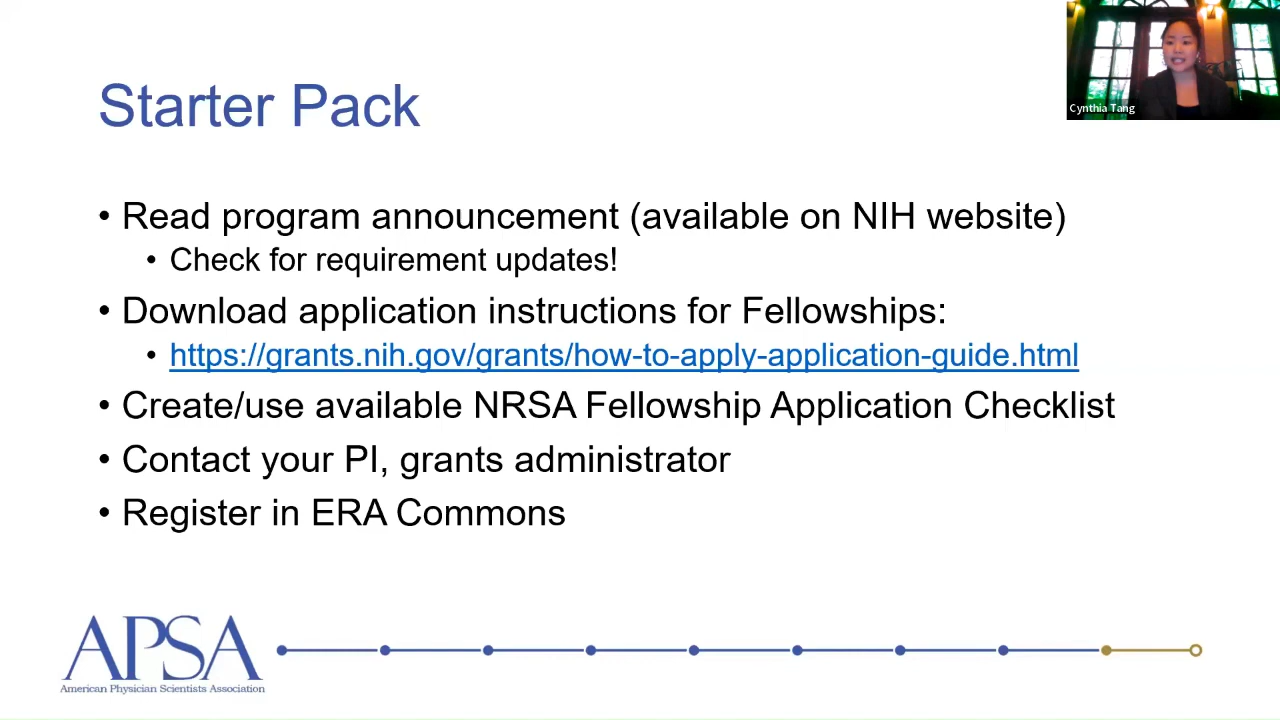 Cynthia Tang
Starter Pack
• Read program announcement (available on NIH website)
• Check for requirement updates!
• Download application instructions for Fellowships:
• https://grants.nih.gov/grants/how-to-apply-application-guide.html
• Create/use available NRSA Fellowship Application Checklist
• Contact your PI, grants administrator
• Register in ERA Commons
APSA
American Physician Scientists Association